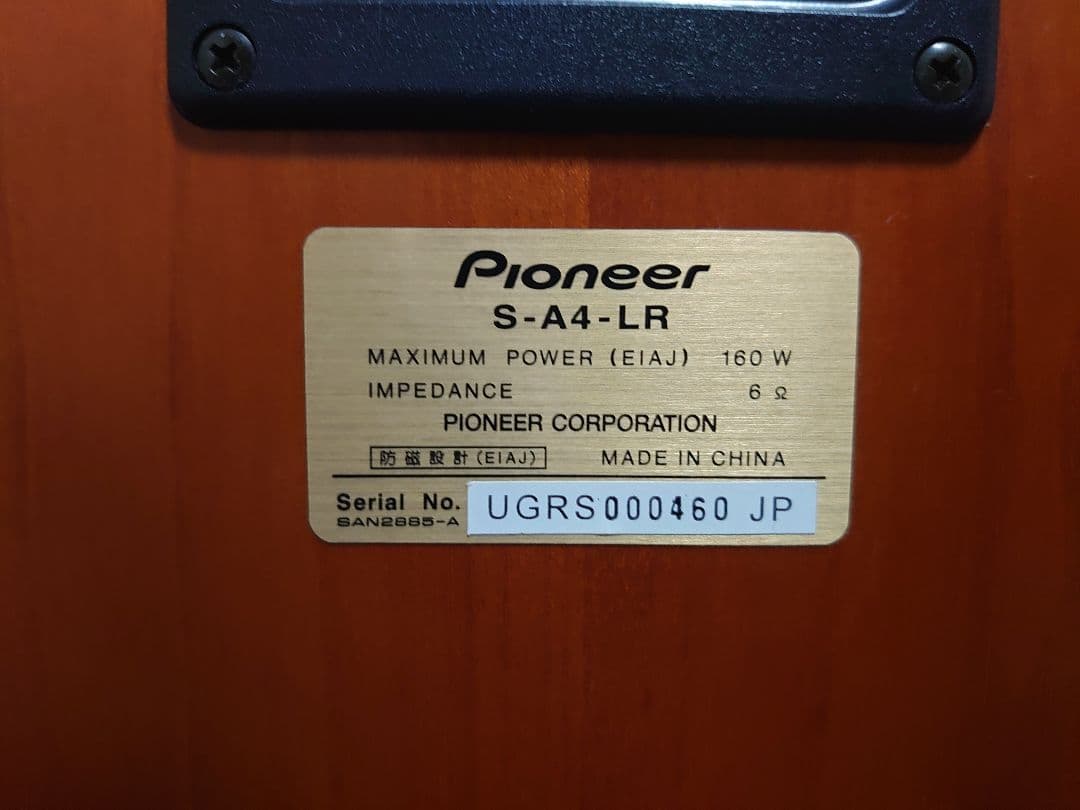 Pioneer
S-A4-LR
MAXIMUM POWER (EIAJ) 160 W
IMPEDANCE 6 Ω
PIONEER CORPORATION
防磁設計(EIAJ) MADE IN CHINA
Serial No. UGRS000460 JP
SAN2885-A